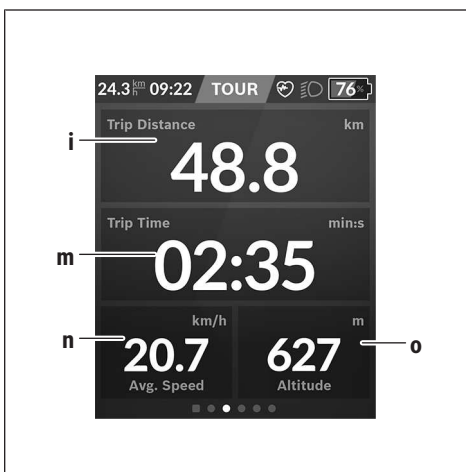 24.3 km/h 09:22 TOUR 76%
Trip Distance km
i
48.8
Trip Time min:s
m
02:35
km/h m
n
20.7 627
o
Avg. Speed Altitude